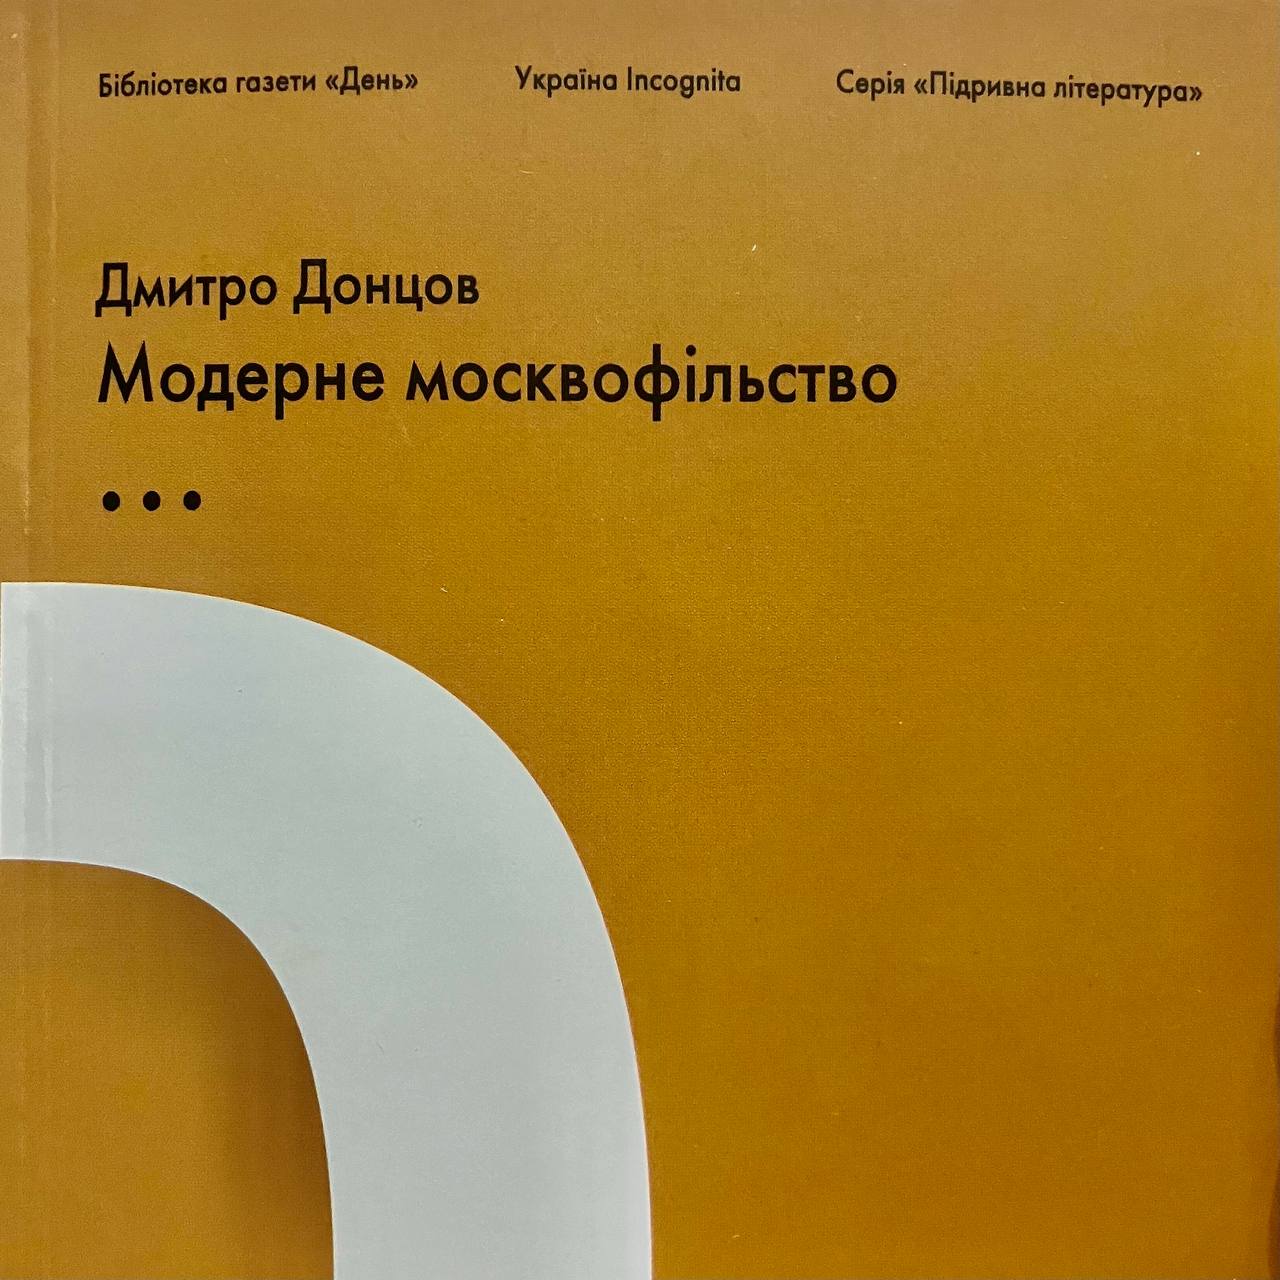 Бібліотека газети «День» Україна Incognita Серія «Підривна література»
Дмитро Донцов
Модерне москвофільство
•••